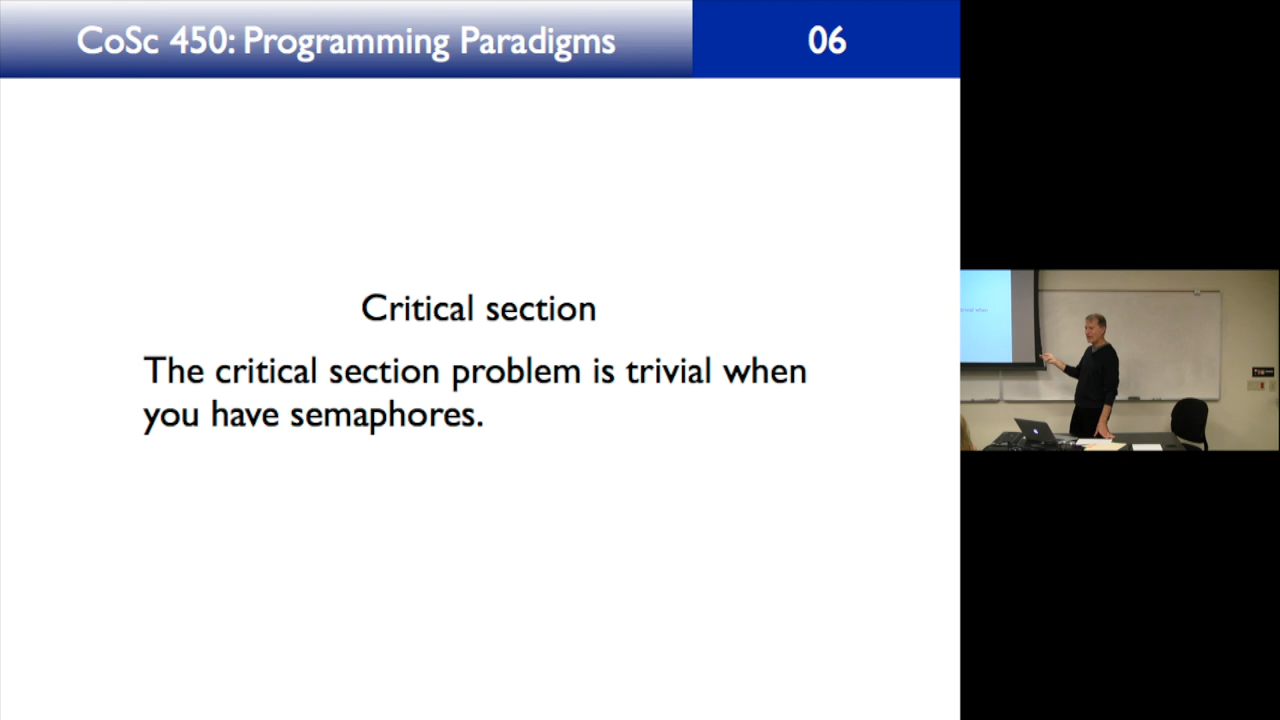 CoSc 450: Programming Paradigms
06
Critical section
The critical section problem is trivial when
you have semaphores.